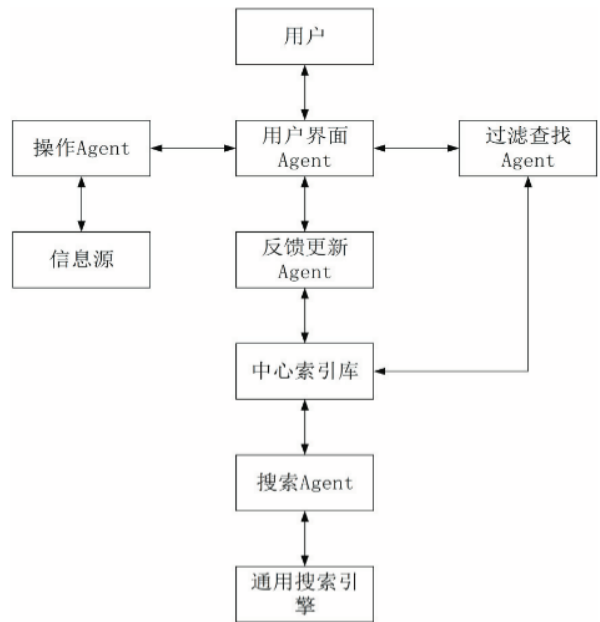 用户
操作Agent
用户界面
Agent
过滤查找
Agent
信息源
反馈更新
Agent
中心索引库
搜索Agent
通用搜索引
擎